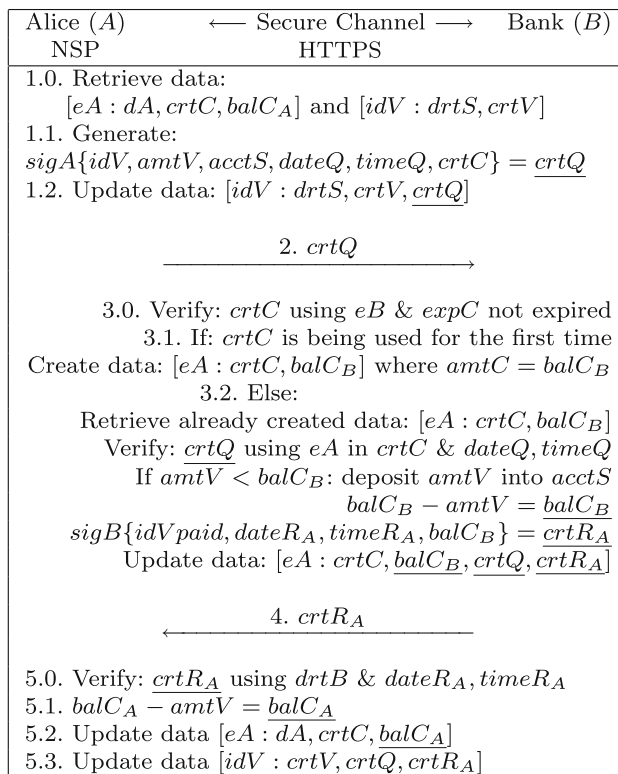 Alice (A) ⟵ Secure Channel ⟶ Bank (B)
NSP HTTPS
1.0. Retrieve data:
[eA : dA, crtC, balC_A] and [idV : drtS, crtV]
1.1. Generate:
sigA{idV, amtV, acctS, dateQ, timeQ, crtC} = crtQ
1.2. Update data: [idV : drtS, crtV, crtQ]
2. crtQ
3.0. Verify: crtC using eB & expC not expired
3.1. If: crtC is being used for the first time
Create data: [eA : crtC, balC_B] where amtC = balC_B
3.2. Else:
Retrieve already created data: [eA : crtC, balC_B]
Verify: crtQ using eA in crtC & dateQ, timeQ
If amtV < balC_B: deposit amtV into acctS
balC_B − amtV = balC_B
sigB{idVpaid, dateR_A, timeR_A, balC_B} = crtR_A
Update data: [eA : crtC, balC_B, crtQ, crtR_A]
4. crtR_A
5.0. Verify: crtR_A using drtB & dateR_A, timeR_A
5.1. balC_A − amtV = balC_A
5.2. Update data [eA : dA, crtC, balC_A]
5.3. Update data [idV : crtV, crtQ, crtR_A]